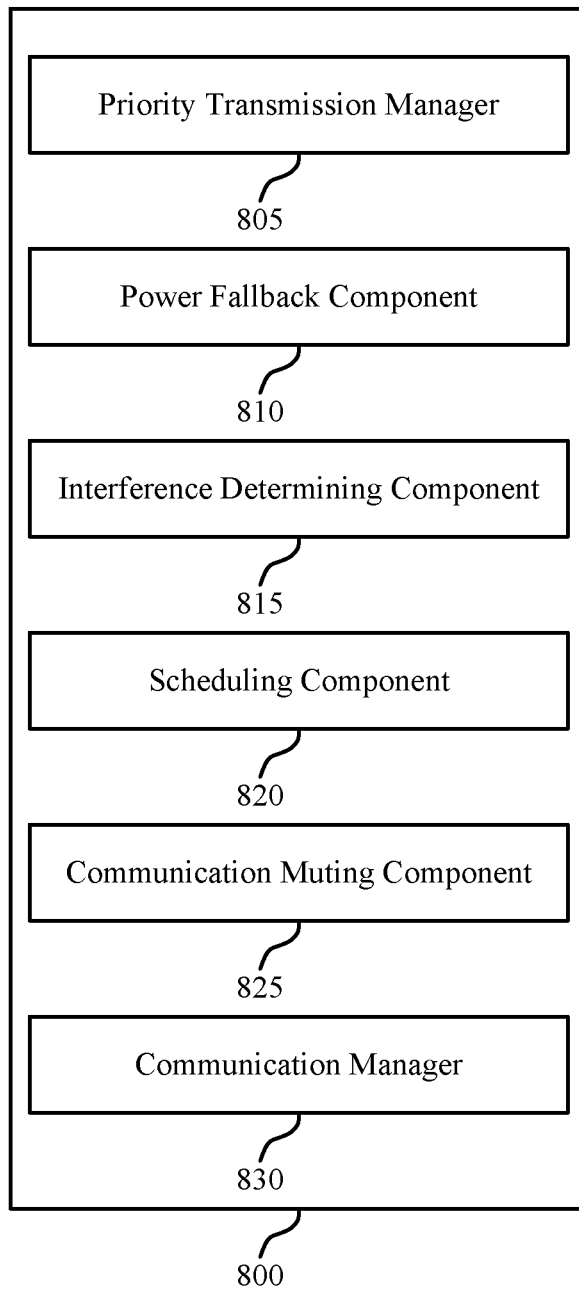 Priority Transmission Manager
805
Power Fallback Component
810
Interference Determining Component
815
Scheduling Component
820
Communication Muting Component
825
Communication Manager
830
800